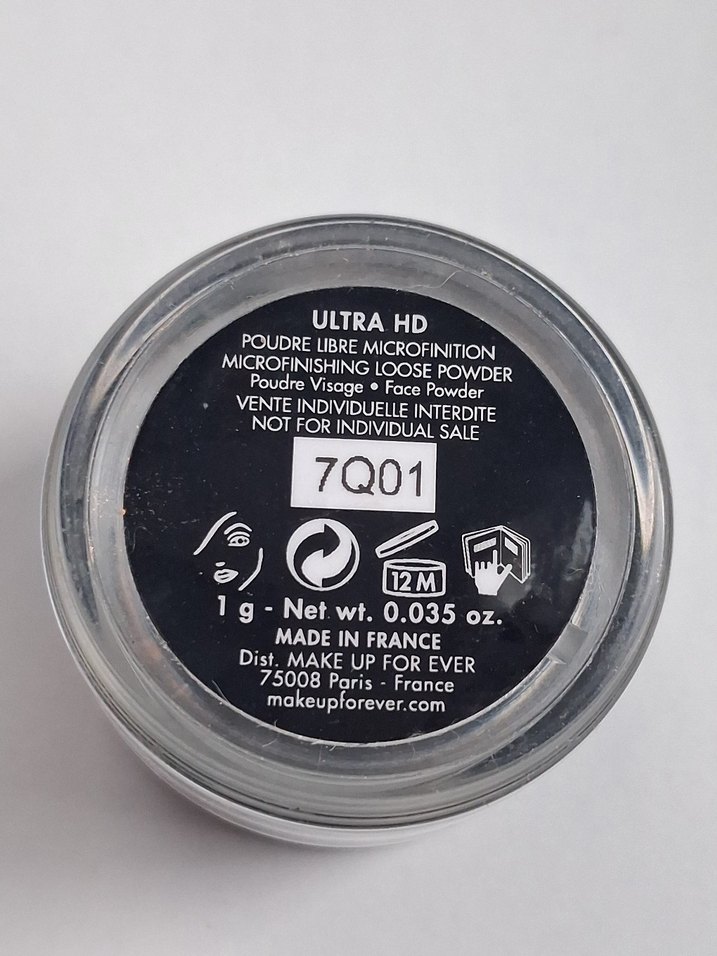 ULTRA HD
POUDRE LIBRE MICROFINITION
MICROFINISHING LOOSE POWDER
Poudre Visage • Face Powder
VENTE INDIVIDUELLE INTERDITE
NOT FOR INDIVIDUAL SALE
7Q01
12 M
1 g - Net wt. 0.035 oz.
MADE IN FRANCE
Dist. MAKE UP FOR EVER
75008 Paris - France
makeupforever.com